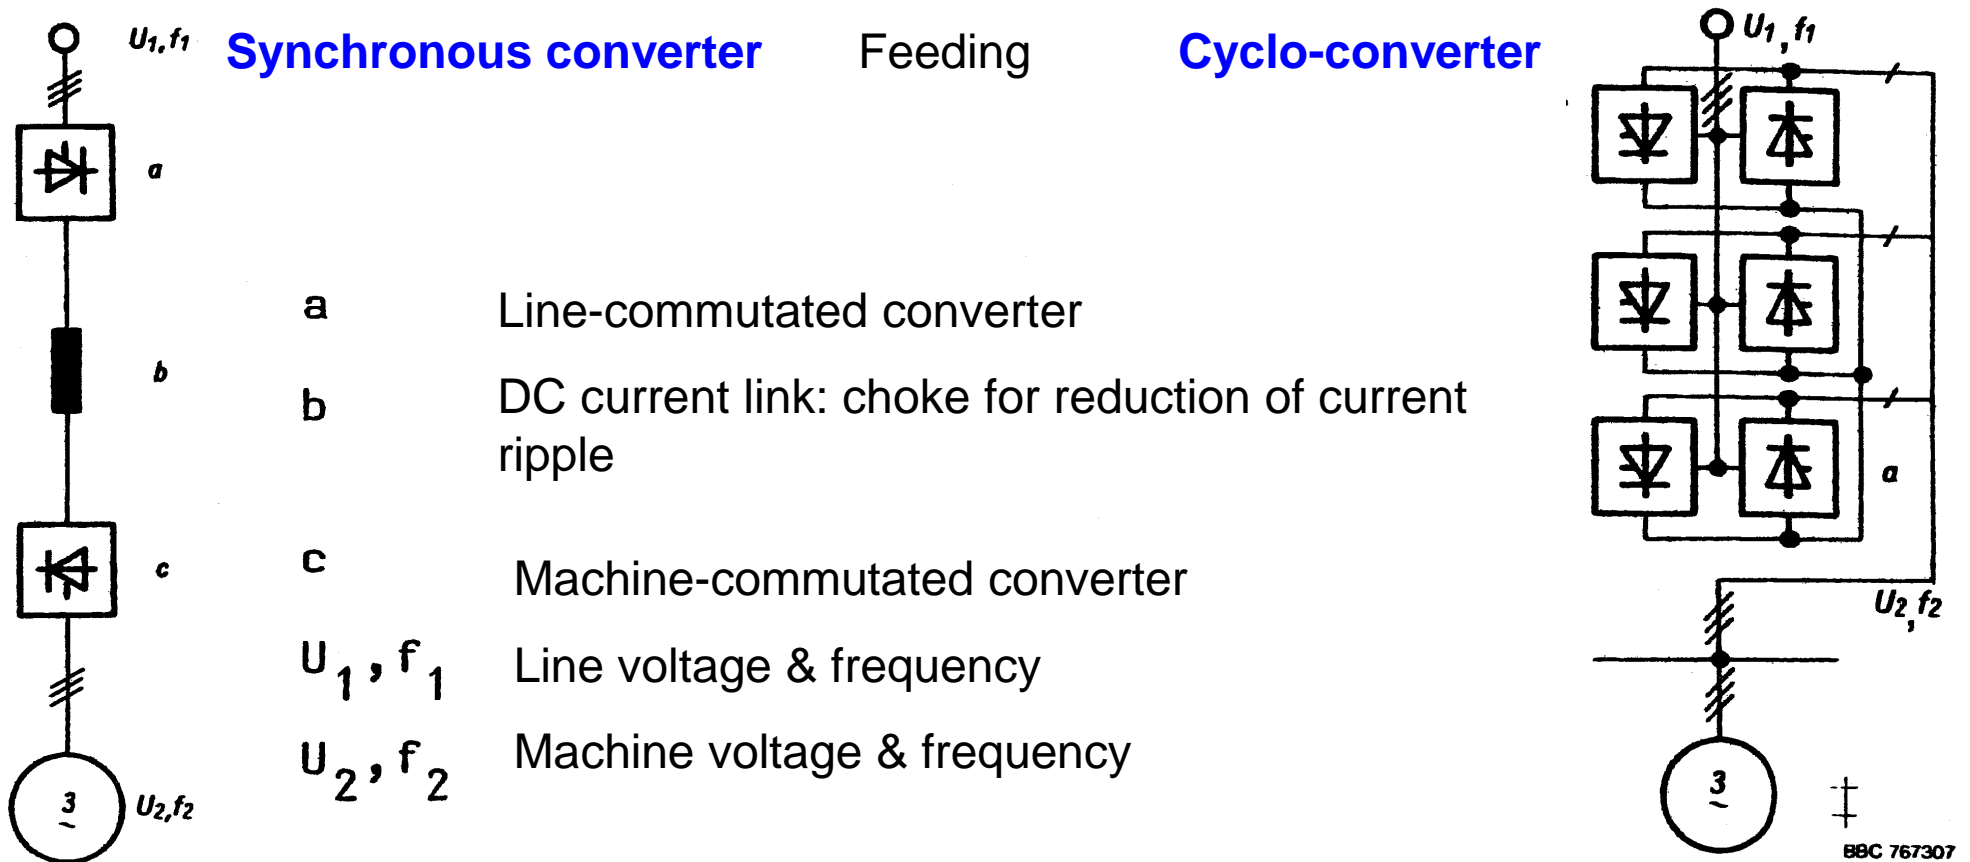 U1,f1 Synchronous converter Feeding Cyclo-converter U1,f1
a
a Line-commutated converter
b
b DC current link: choke for reduction of current
ripple
a
c
c Machine-commutated converter
U2,f2
U1,f1 Line voltage & frequency
U2,f2 Machine voltage & frequency
3
~
U2,f2
3
~
BBC 767307